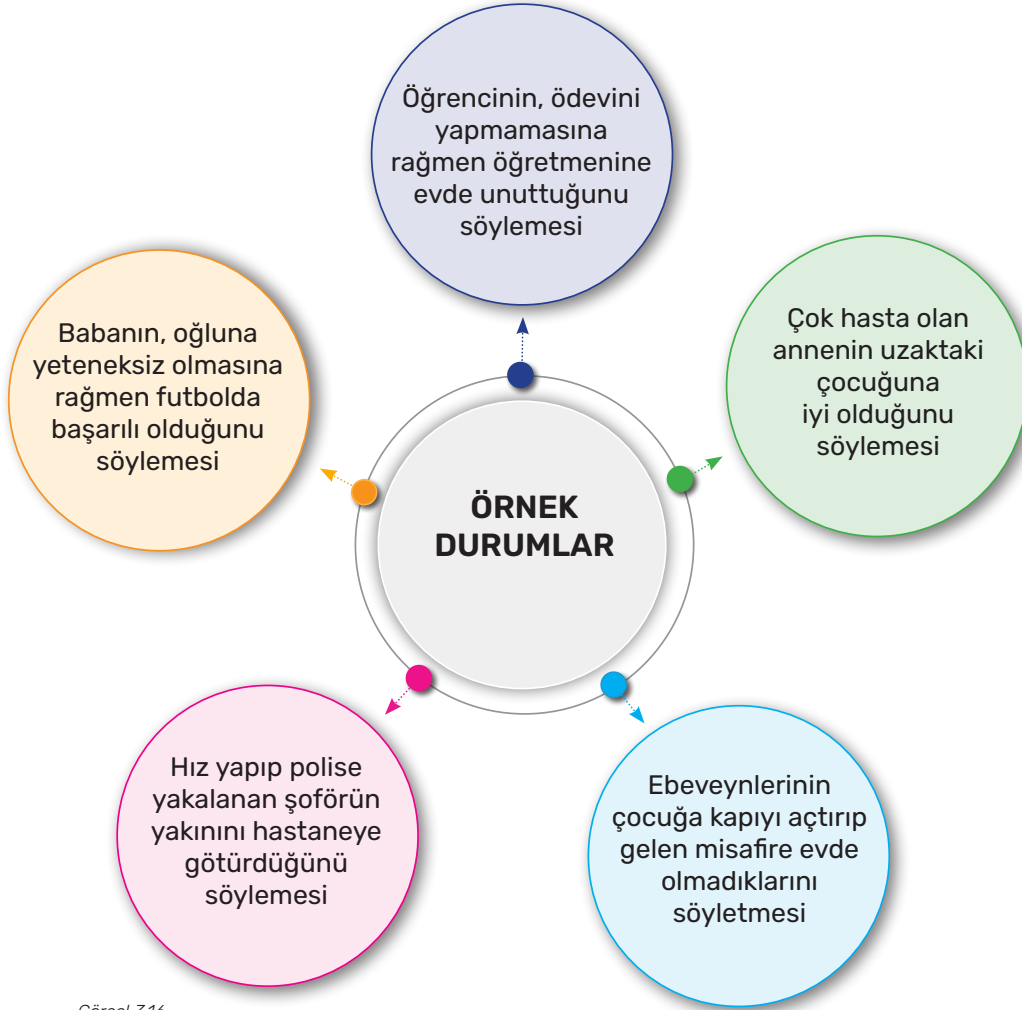 Öğrencinin, ödevini
yapmamasına
rağmen öğretmenine
evde unuttuğunu
söylemesi
Babanın, oğluna
yeteneksiz olmasına
rağmen futbolda
başarılı olduğunu
söylemesi
Çok hasta olan
annenin uzaktaki
çocuğuna
iyi olduğunu
söylemesi
ÖRNEK
DURUMLAR
Hız yapıp polise
yakalanan şoförün
yakınını hastaneye
götürdüğünü
söylemesi
Ebeveynlerinin
çocuğa kapıyı açtırıp
gelen misafire evde
olmadıklarını
söyletmesi